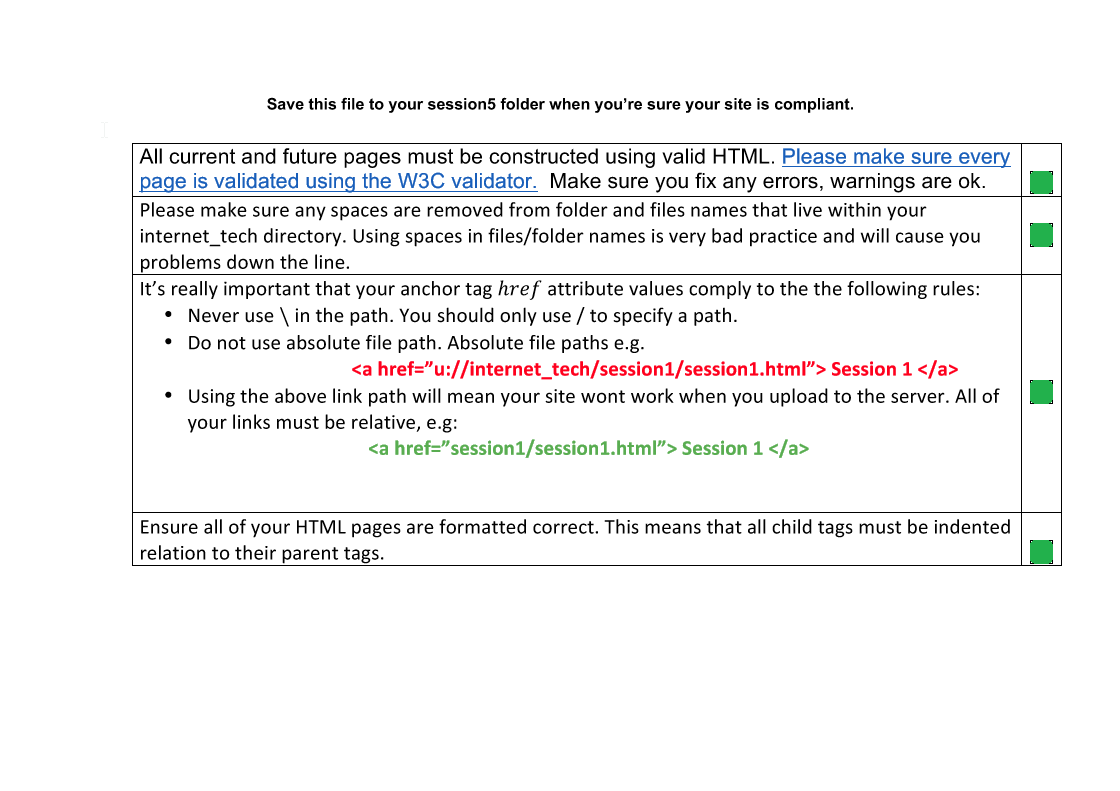 Save this file to your session5 folder when you’re sure your site is compliant.
All current and future pages must be constructed using valid HTML. Please make sure every
page is validated using the W3C validator. Make sure you fix any errors, warnings are ok.
Please make sure any spaces are removed from folder and files names that live within your
internet_tech directory. Using spaces in files/folder names is very bad practice and will cause you
problems down the line.
It’s really important that your anchor tag href attribute values comply to the the following rules:
• Never use \ in the path. You should only use / to specify a path.
• Do not use absolute file path. Absolute file paths e.g.
<a href=”u://internet_tech/session1/session1.html”> Session 1 </a>
• Using the above link path will mean your site wont work when you upload to the server. All of
your links must be relative, e.g:
<a href=”session1/session1.html”> Session 1 </a>
Ensure all of your HTML pages are formatted correct. This means that all child tags must be indented
relation to their parent tags.